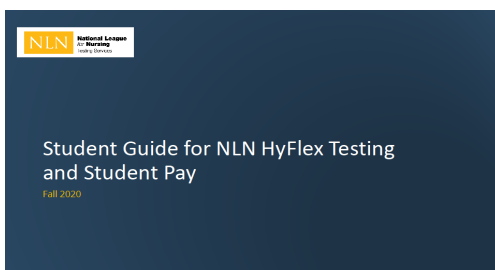 NLN
National League
for Nursing
Testing Services
Student Guide for NLN HyFlex Testing
and Student Pay
Fall 2020